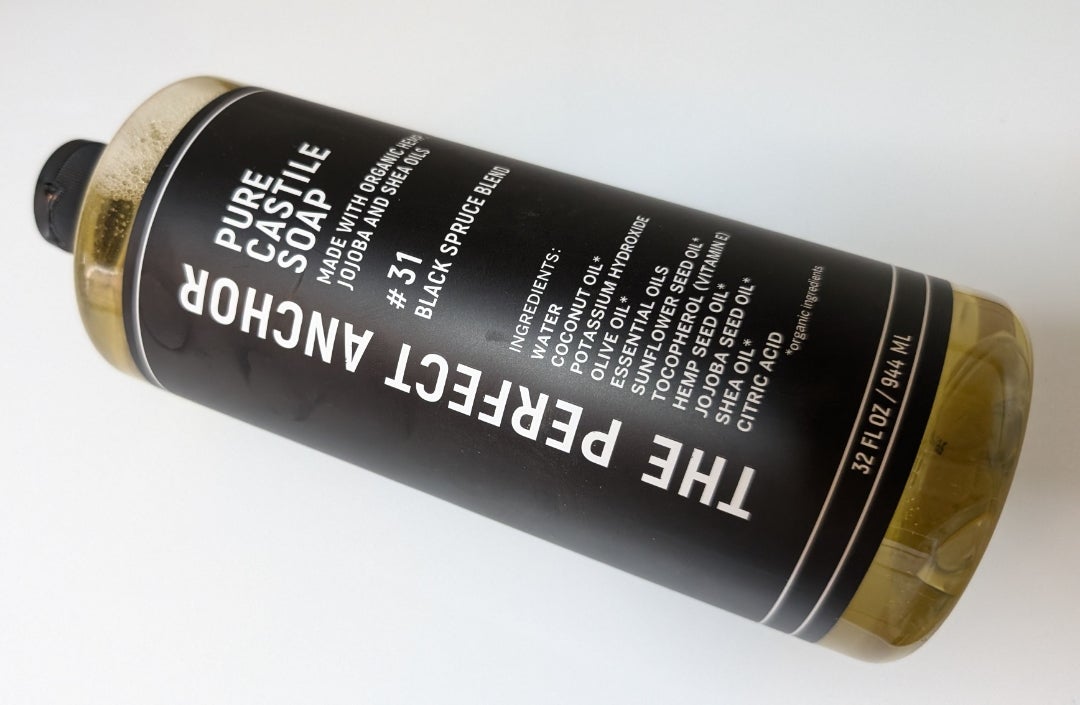 THE PERFECT ANCHOR
PURE
CASTILE
SOAP
MADE WITH ORGANIC HEMP
JOJOBA AND SHEA OILS
# 31
BLACK SPRUCE BLEND
INGREDIENTS:
WATER
COCONUT OIL*
POTASSIUM HYDROXIDE
OLIVE OIL*
ESSENTIAL OILS
SUNFLOWER SEED OIL*
TOCOPHEROL (VITAMIN E)
HEMP SEED OIL*
JOJOBA SEED OIL*
SHEA OIL*
CITRIC ACID
*organic ingredients
32 FL OZ / 944 ML